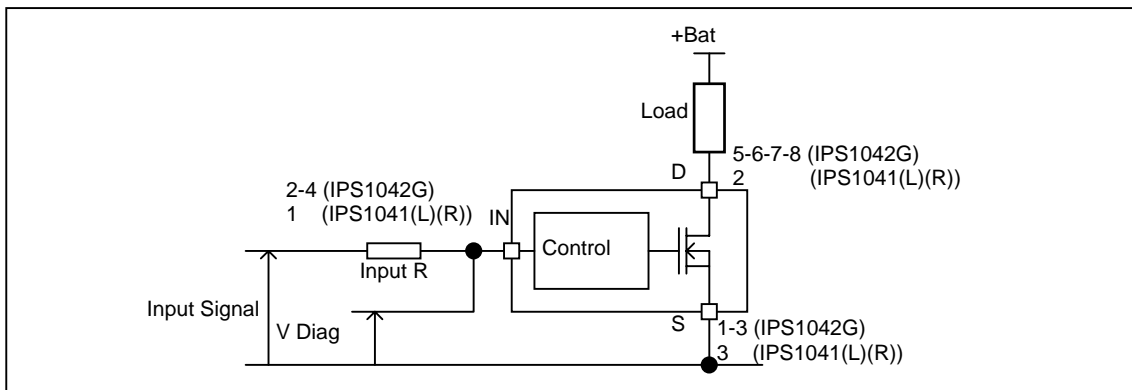 +Bat
Load
D
5-6-7-8 (IPS1042G)
2 (IPS1041(L)(R))
2-4 (IPS1042G)
1 (IPS1041(L)(R))
IN
Control
Input R
Input Signal
V Diag
S
1-3 (IPS1042G)
3 (IPS1041(L)(R))